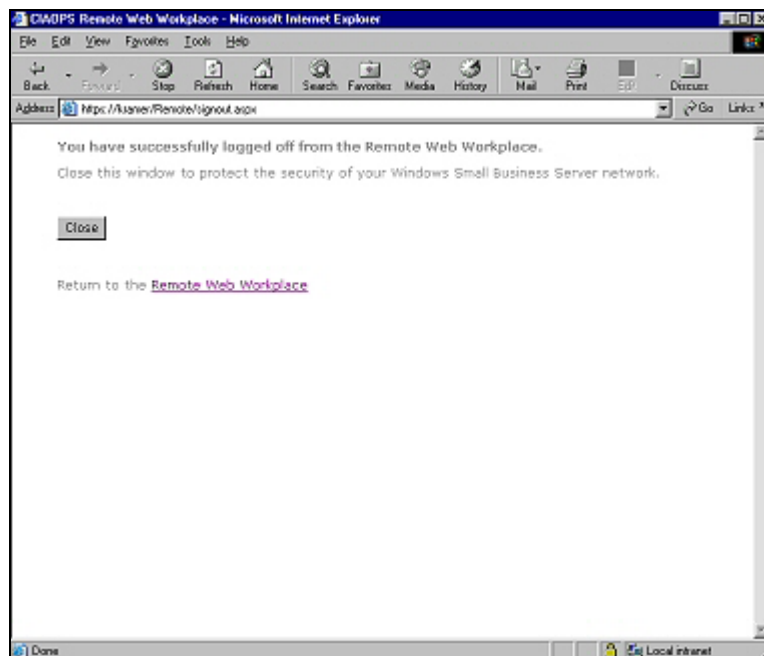 CIAOPS Remote Web Workplace - Microsoft Internet Explorer
File Edit View Favorites Tools Help
Back Forward Stop Refresh Home Search Favorites Media History Mail Print Edit Discuss
Address https://kramer/Remote/signout.aspx Go Links »
You have successfully logged off from the Remote Web Workplace.
Close this window to protect the security of your Windows Small Business Server network.
Close
Return to the Remote Web Workplace
Done Local intranet